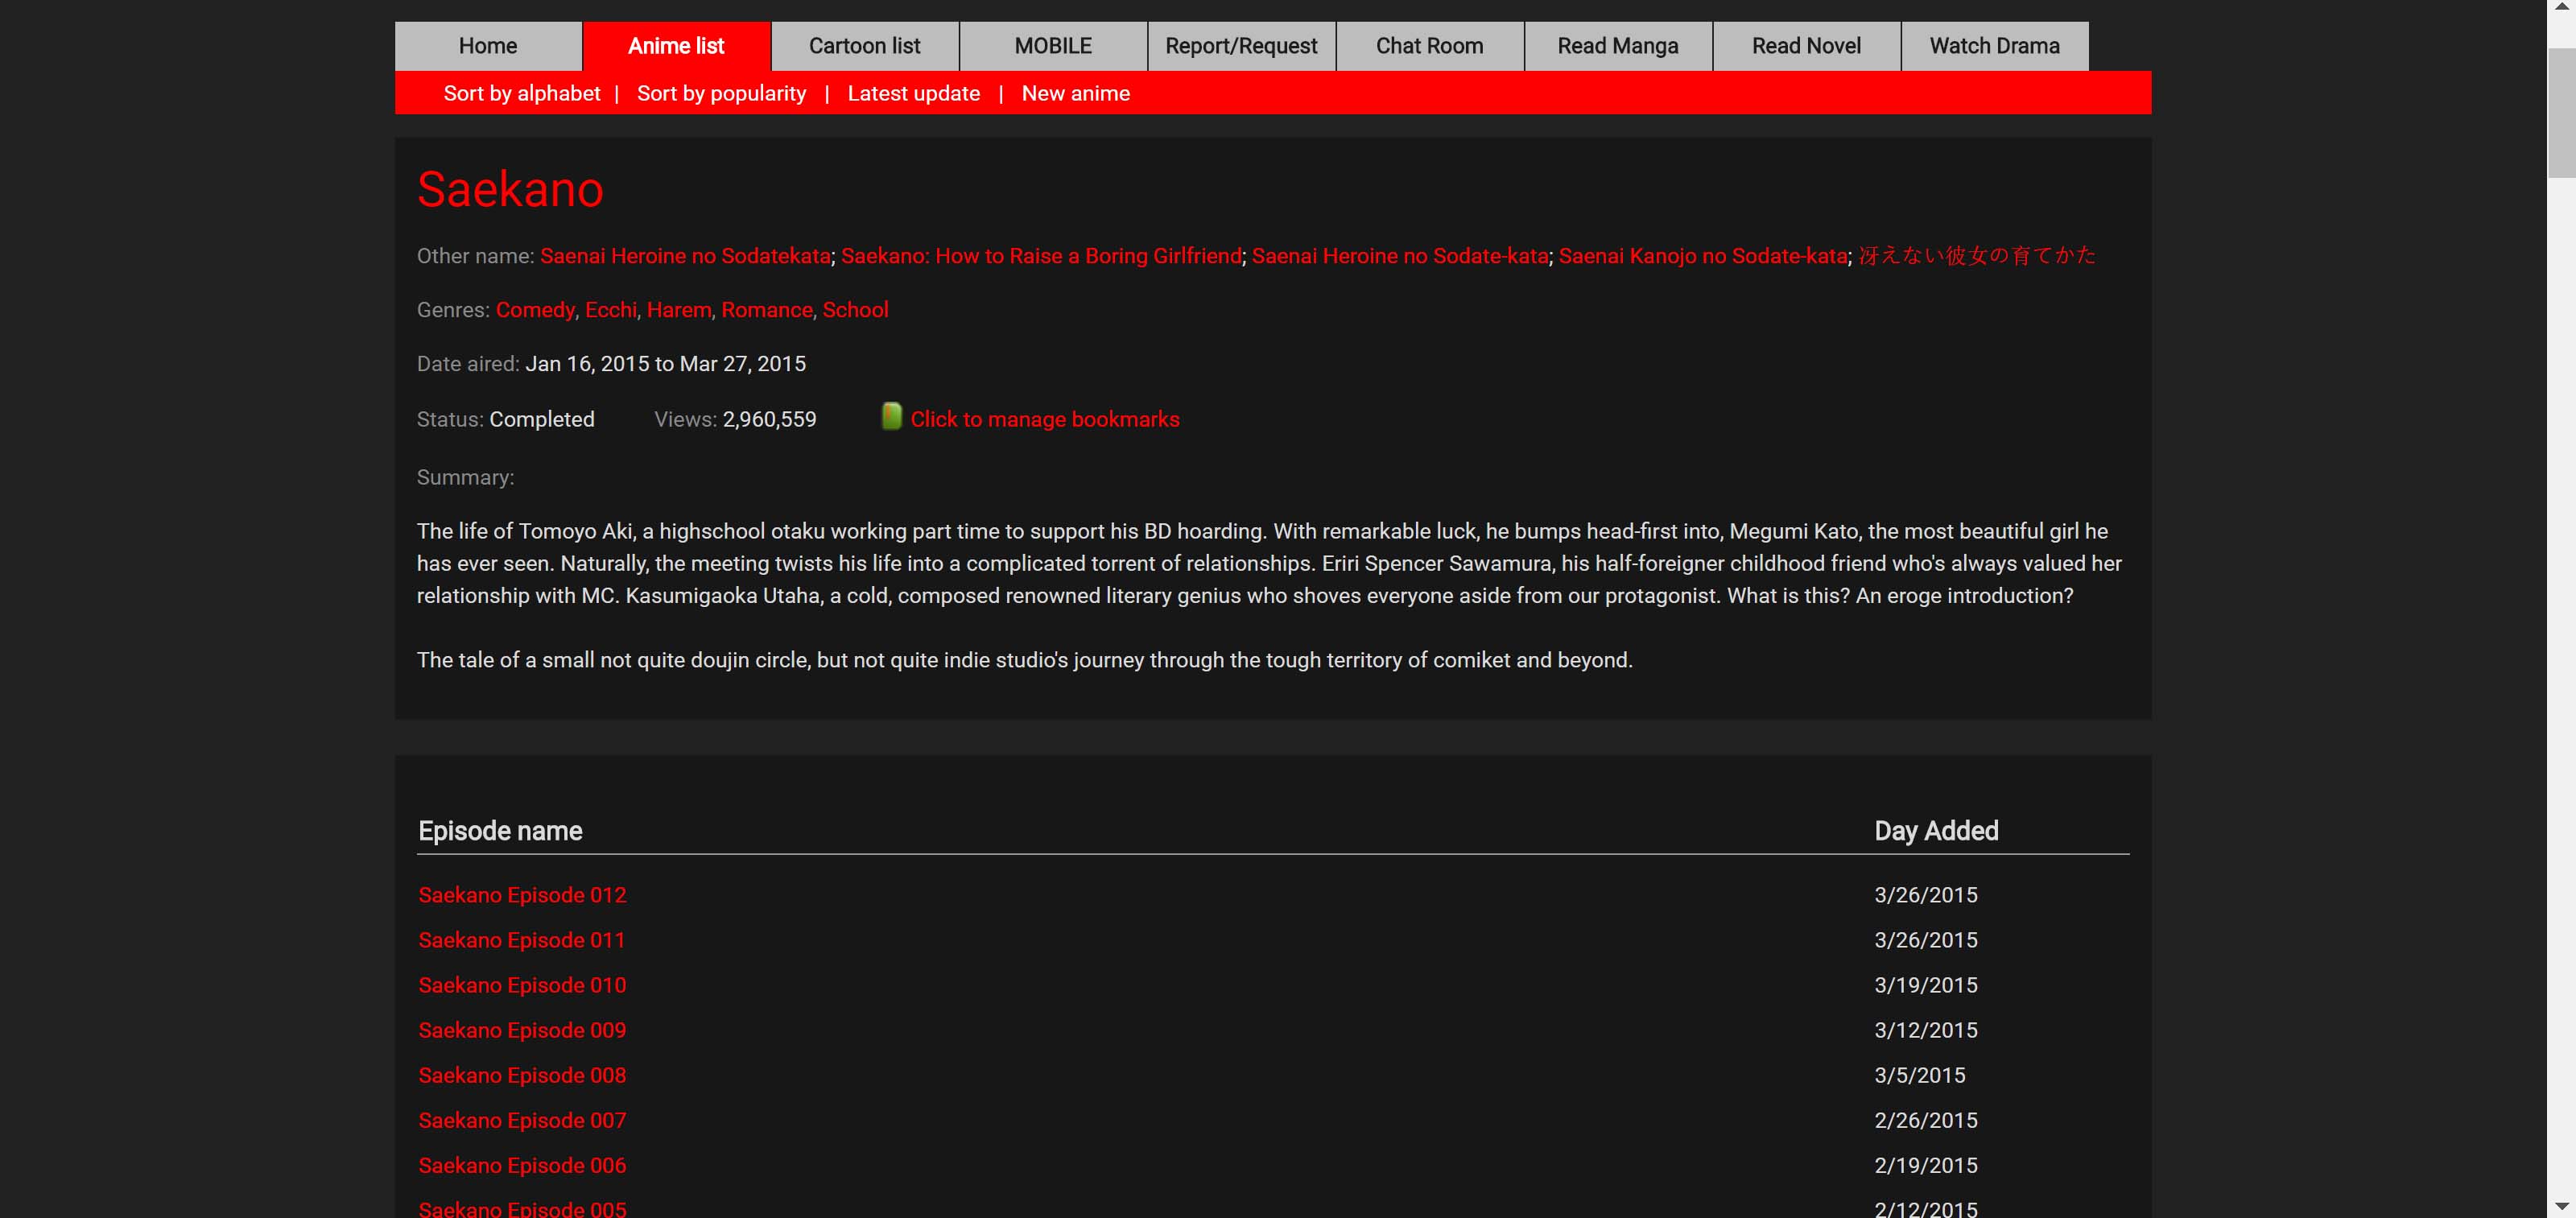 Home Anime list Cartoon list MOBILE Report/Request Chat Room Read Manga Read Novel Watch Drama
Sort by alphabet | Sort by popularity | Latest update | New anime
Saekano
Other name: Saenai Heroine no Sodatekata; Saekano: How to Raise a Boring Girlfriend; Saenai Heroine no Sodate-kata; Saenai Kanojo no Sodate-kata; 冴えない彼女の育てかた
Genres: Comedy, Ecchi, Harem, Romance, School
Date aired: Jan 16, 2015 to Mar 27, 2015
Status: Completed Views: 2,960,559 Click to manage bookmarks
Summary:
The life of Tomoyo Aki, a highschool otaku working part time to support his BD hoarding. With remarkable luck, he bumps head-first into, Megumi Kato, the most beautiful girl he
has ever seen. Naturally, the meeting twists his life into a complicated torrent of relationships. Eriri Spencer Sawamura, his half-foreigner childhood friend who's always valued her
relationship with MC. Kasumigaoka Utaha, a cold, composed renowned literary genius who shoves everyone aside from our protagonist. What is this? An eroge introduction?
The tale of a small not quite doujin circle, but not quite indie studio's journey through the tough territory of comiket and beyond.
Episode name Day Added
Saekano Episode 012 3/26/2015
Saekano Episode 011 3/26/2015
Saekano Episode 010 3/19/2015
Saekano Episode 009 3/12/2015
Saekano Episode 008 3/5/2015
Saekano Episode 007 2/26/2015
Saekano Episode 006 2/19/2015
Saekano Episode 005 2/12/2015